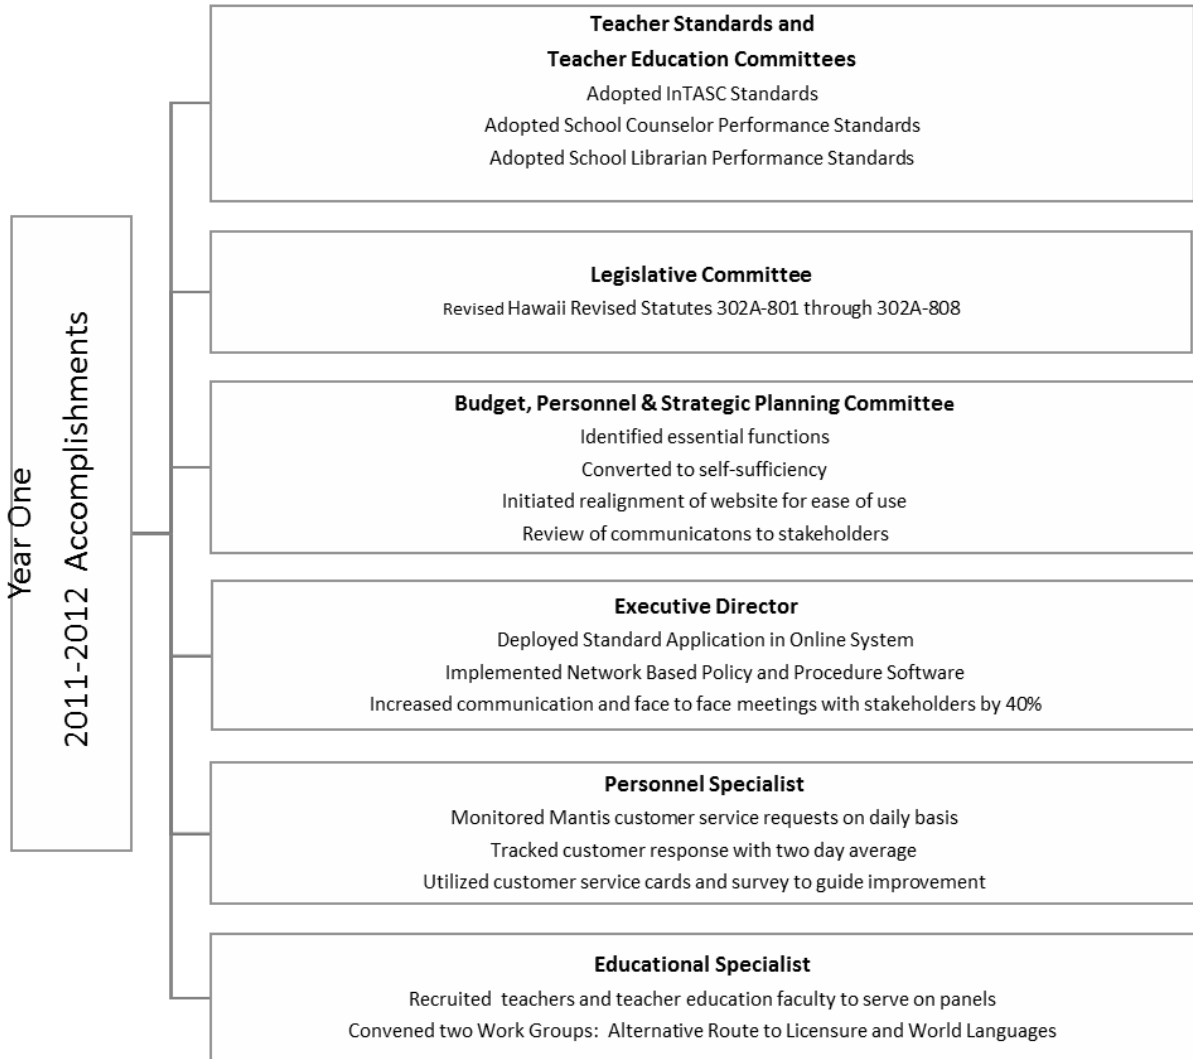 Year One
2011-2012 Accomplishments
Teacher Standards and
Teacher Education Committees
Adopted InTASC Standards
Adopted School Counselor Performance Standards
Adopted School Librarian Performance Standards
Legislative Committee
Revised Hawaii Revised Statutes 302A-801 through 302A-808
Budget, Personnel & Strategic Planning Committee
Identified essential functions
Converted to self-sufficiency
Initiated realignment of website for ease of use
Review of communicatons to stakeholders
Executive Director
Deployed Standard Application in Online System
Implemented Network Based Policy and Procedure Software
Increased communication and face to face meetings with stakeholders by 40%
Personnel Specialist
Monitored Mantis customer service requests on daily basis
Tracked customer response with two day average
Utilized customer service cards and survey to guide improvement
Educational Specialist
Recruited teachers and teacher education faculty to serve on panels
Convened two Work Groups: Alternative Route to Licensure and World Languages